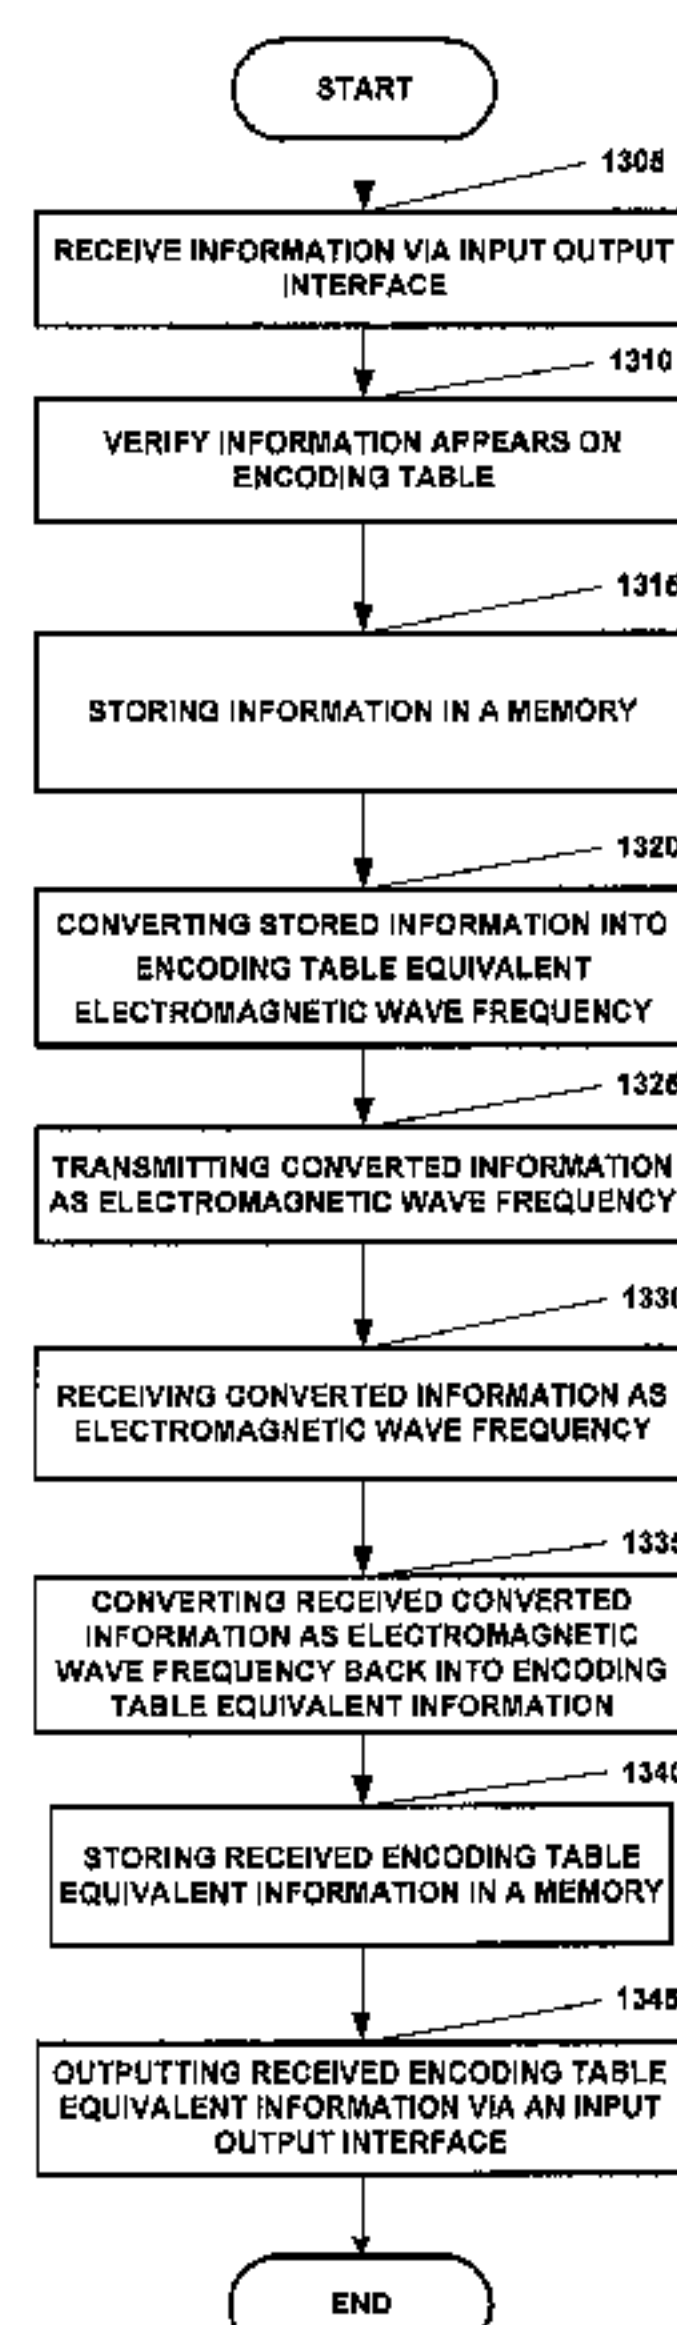 START
1305
RECEIVE INFORMATION VIA INPUT OUTPUT
INTERFACE
1310
VERIFY INFORMATION APPEARS ON
ENCODING TABLE
1315
STORING INFORMATION IN A MEMORY
1320
CONVERTING STORED INFORMATION INTO
ENCODING TABLE EQUIVALENT
ELECTROMAGNETIC WAVE FREQUENCY
1325
TRANSMITTING CONVERTED INFORMATION
AS ELECTROMAGNETIC WAVE FREQUENCY
1330
RECEIVING CONVERTED INFORMATION AS
ELECTROMAGNETIC WAVE FREQUENCY
1335
CONVERTING RECEIVED CONVERTED
INFORMATION AS ELECTROMAGNETIC
WAVE FREQUENCY BACK INTO ENCODING
TABLE EQUIVALENT INFORMATION
1340
STORING RECEIVED ENCODING TABLE
EQUIVALENT INFORMATION IN A MEMORY
1345
OUTPUTTING RECEIVED ENCODING TABLE
EQUIVALENT INFORMATION VIA AN INPUT
OUTPUT INTERFACE
END